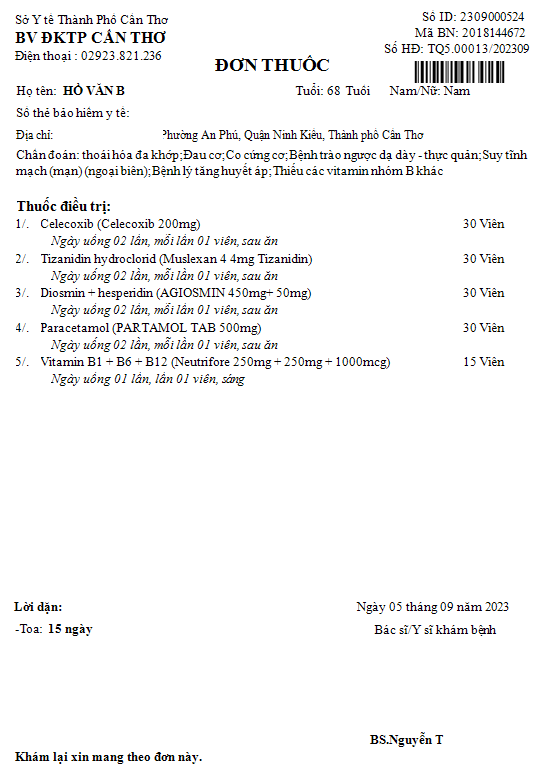 Sở Y tế Thành Phố Cần Thơ
Số ID: 2309000524
BV ĐKTP CẦN THƠ
Mã BN: 2018144672
Điện thoại : 02923.821.236
Số HĐ: TQ5.00013/202309
ĐƠN THUỐC
Họ tên: HỒ VĂN B Tuổi: 68 Tuổi Nam/Nữ: Nam
Số thẻ bảo hiểm y tế:
Địa chỉ: Phường An Phú, Quận Ninh Kiều, Thành phố Cần Thơ
Chẩn đoán: thoái hóa đa khớp; Đau cơ; Co cứng cơ; Bệnh trào ngược dạ dày - thực quản; Suy tĩnh
mạch (mạn) (ngoại biên); Bệnh lý tăng huyết áp; Thiếu các vitamin nhóm B khác
Thuốc điều trị:
1/. Celecoxib (Celecoxib 200mg) 30 Viên
Ngày uống 02 lần, mỗi lần 01 viên, sau ăn
2/. Tizanidin hydroclorid (Muslexan 4 4mg Tizanidin) 30 Viên
Ngày uống 02 lần, mỗi lần 01 viên, sau ăn
3/. Diosmin + hesperidin (AGIOSMIN 450mg+ 50mg) 30 Viên
Ngày uống 02 lần, mỗi lần 01 viên, sau ăn
4/. Paracetamol (PARTAMOL TAB 500mg) 30 Viên
Ngày uống 02 lần, mỗi lần 01 viên, sau ăn
5/. Vitamin B1 + B6 + B12 (Neutrifore 250mg + 250mg + 1000mcg) 15 Viên
Ngày uống 01 lần, lần 01 viên, sáng
Lời dặn:
Ngày 05 tháng 09 năm 2023
-Toa: 15 ngày
Bác sĩ/Y sĩ khám bệnh
BS.Nguyễn T
Khám lại xin mang theo đơn này.